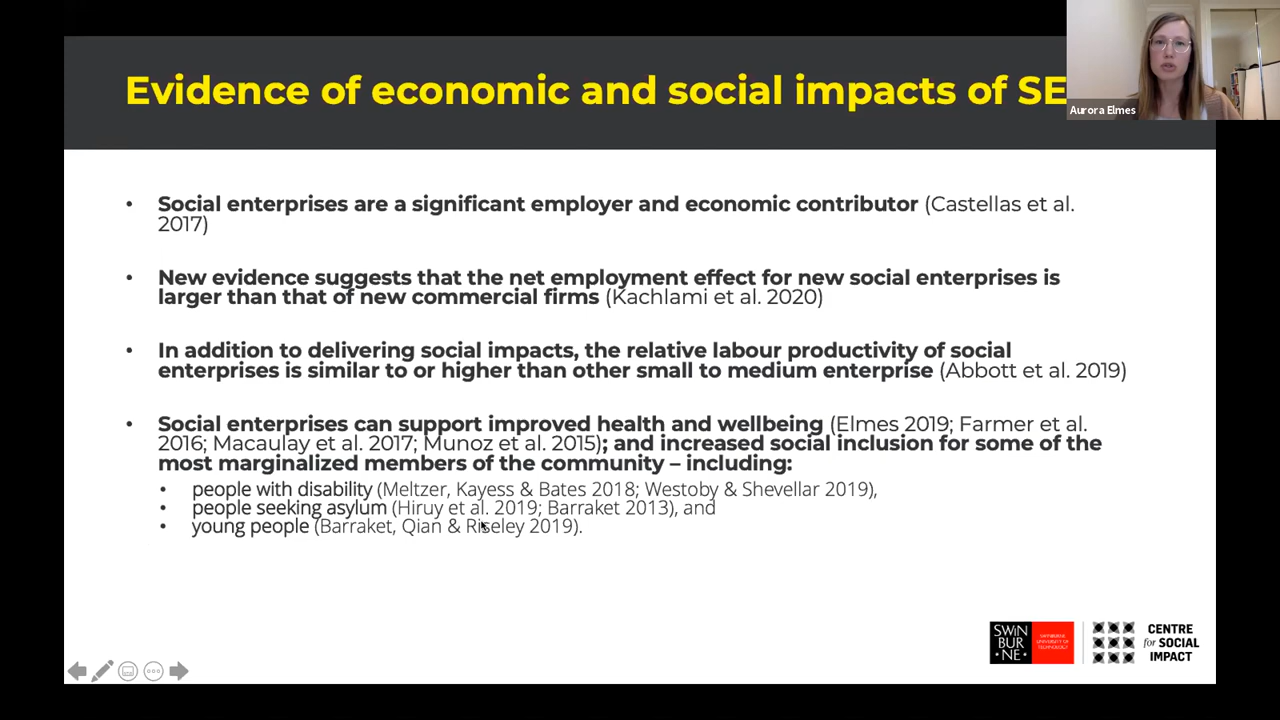 Evidence of economic and social impacts of SE
Aurora Elmes
• Social enterprises are a significant employer and economic contributor (Castellas et al.
2017)
• New evidence suggests that the net employment effect for new social enterprises is
larger than that of new commercial firms (Kachlami et al. 2020)
• In addition to delivering social impacts, the relative labour productivity of social
enterprises is similar to or higher than other small to medium enterprise (Abbott et al. 2019)
• Social enterprises can support improved health and wellbeing (Elmes 2019; Farmer et al.
2016; Macaulay et al. 2017; Munoz et al. 2015); and increased social inclusion for some of the
most marginalized members of the community – including:
• people with disability (Meltzer, Kayess & Bates 2018; Westoby & Shevellar 2019),
• people seeking asylum (Hiruy et al. 2019; Barraket 2013), and
• young people (Barraket, Qian & Riseley 2019).
SWiN
BUR
• NE •
SWINBURNE
UNIVERSITY OF
TECHNOLOGY
CENTRE
for SOCIAL
IMPACT